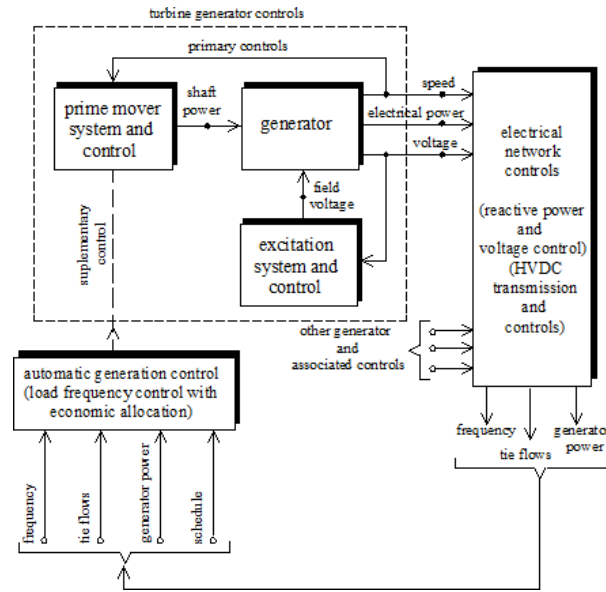 turbine generator controls
primary controls
prime mover
system and
control
shaft
power
generator
speed
electrical power
voltage
field
voltage
excitation
system and
control
suplementary
control
electrical
network
controls
(reactive power
and
voltage control)
(HVDC
transmission
and
controls)
other generator
and
associated controls
automatic generation control
(load frequency control with
economic allocation)
frequency
tie flows
generator power
schedule
frequency
tie flows
generator
power